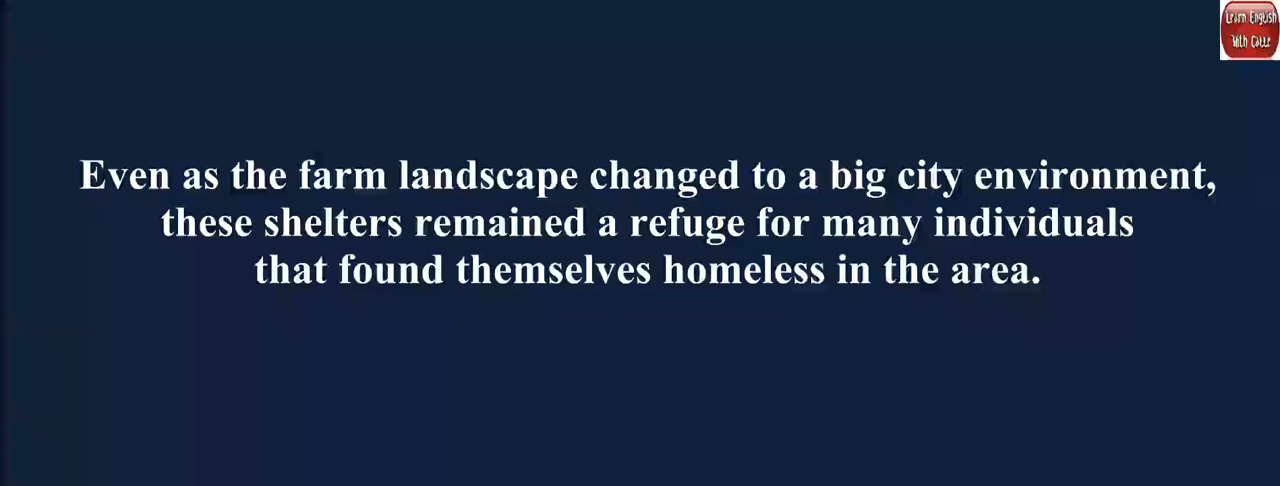 Learn English
With
Even as the farm landscape changed to a big city environment,
these shelters remained a refuge for many individuals
that found themselves homeless in the area.